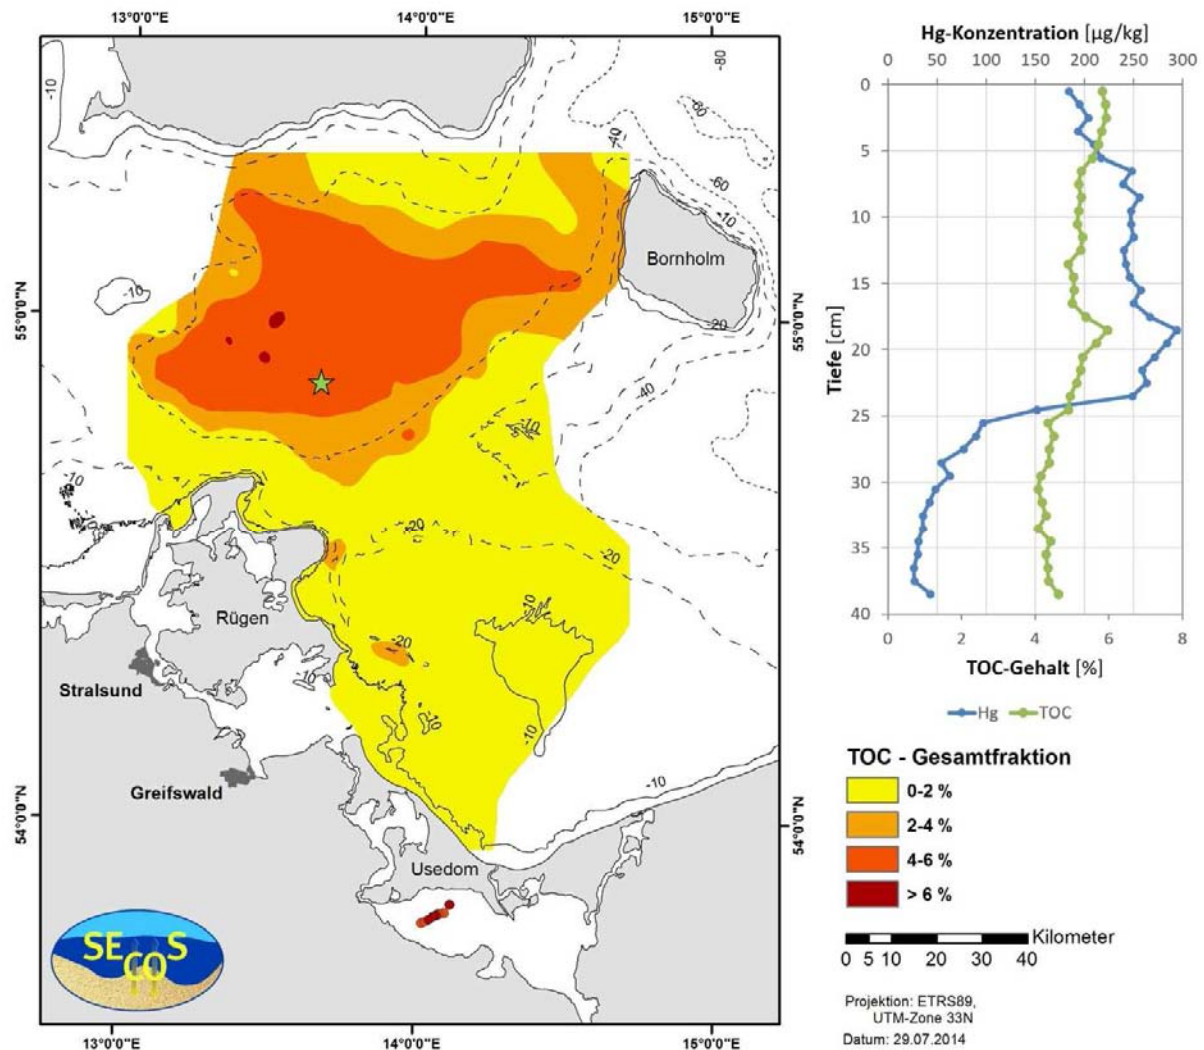 13°0'0"E 14°0'0"E 15°0'0"E
-10
-80
-60
-40
-60
-10
Bornholm
-10
-20
55°0'0"N
55°0'0"N
-40
-10
-10
-10
-20
-20
Rügen
-10
-20
-10
Stralsund
-10
-10
Greifswald
-10
54°0'0"N
54°0'0"N
Usedom
SECOS
13°0'0"E 14°0'0"E 15°0'0"E
Hg-Konzentration [µg/kg]
0 50 100 150 200 250 300
0
5
10
15
20
25
30
35
40
Tiefe [cm]
0 2 4 6 8
TOC-Gehalt [%]
Hg TOC
TOC - Gesamtfraktion
0-2 %
2-4 %
4-6 %
> 6 %
Kilometer
0 5 10 20 30 40
Projektion: ETRS89,
UTM-Zone 33N
Datum: 29.07.2014